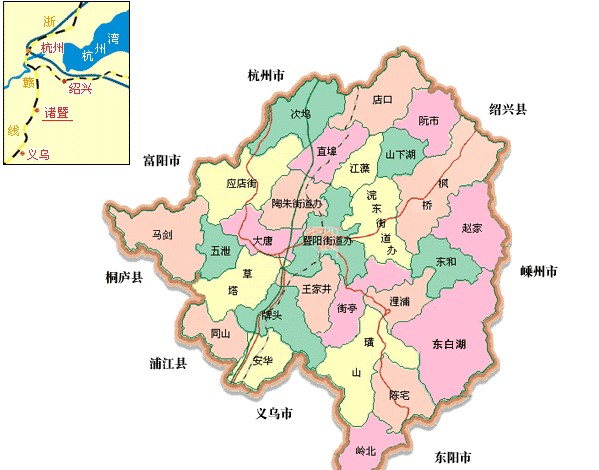 浙
杭州
杭州湾
赣
绍兴
诸暨
线
义乌
杭州市
店口
次坞
阮市
绍兴县
直埠
江藻
山下湖
富阳市
应店街
枫桥
陶朱街道办
浣东街道办
赵家
马剑
大唐
暨阳街道办
五泄
东和
桐庐县
草塔
王家井
浬浦
嵊州市
街亭
牌头
同山
璜山
东白湖
浦江县
安华
陈宅
义乌市
岭北
东阳市